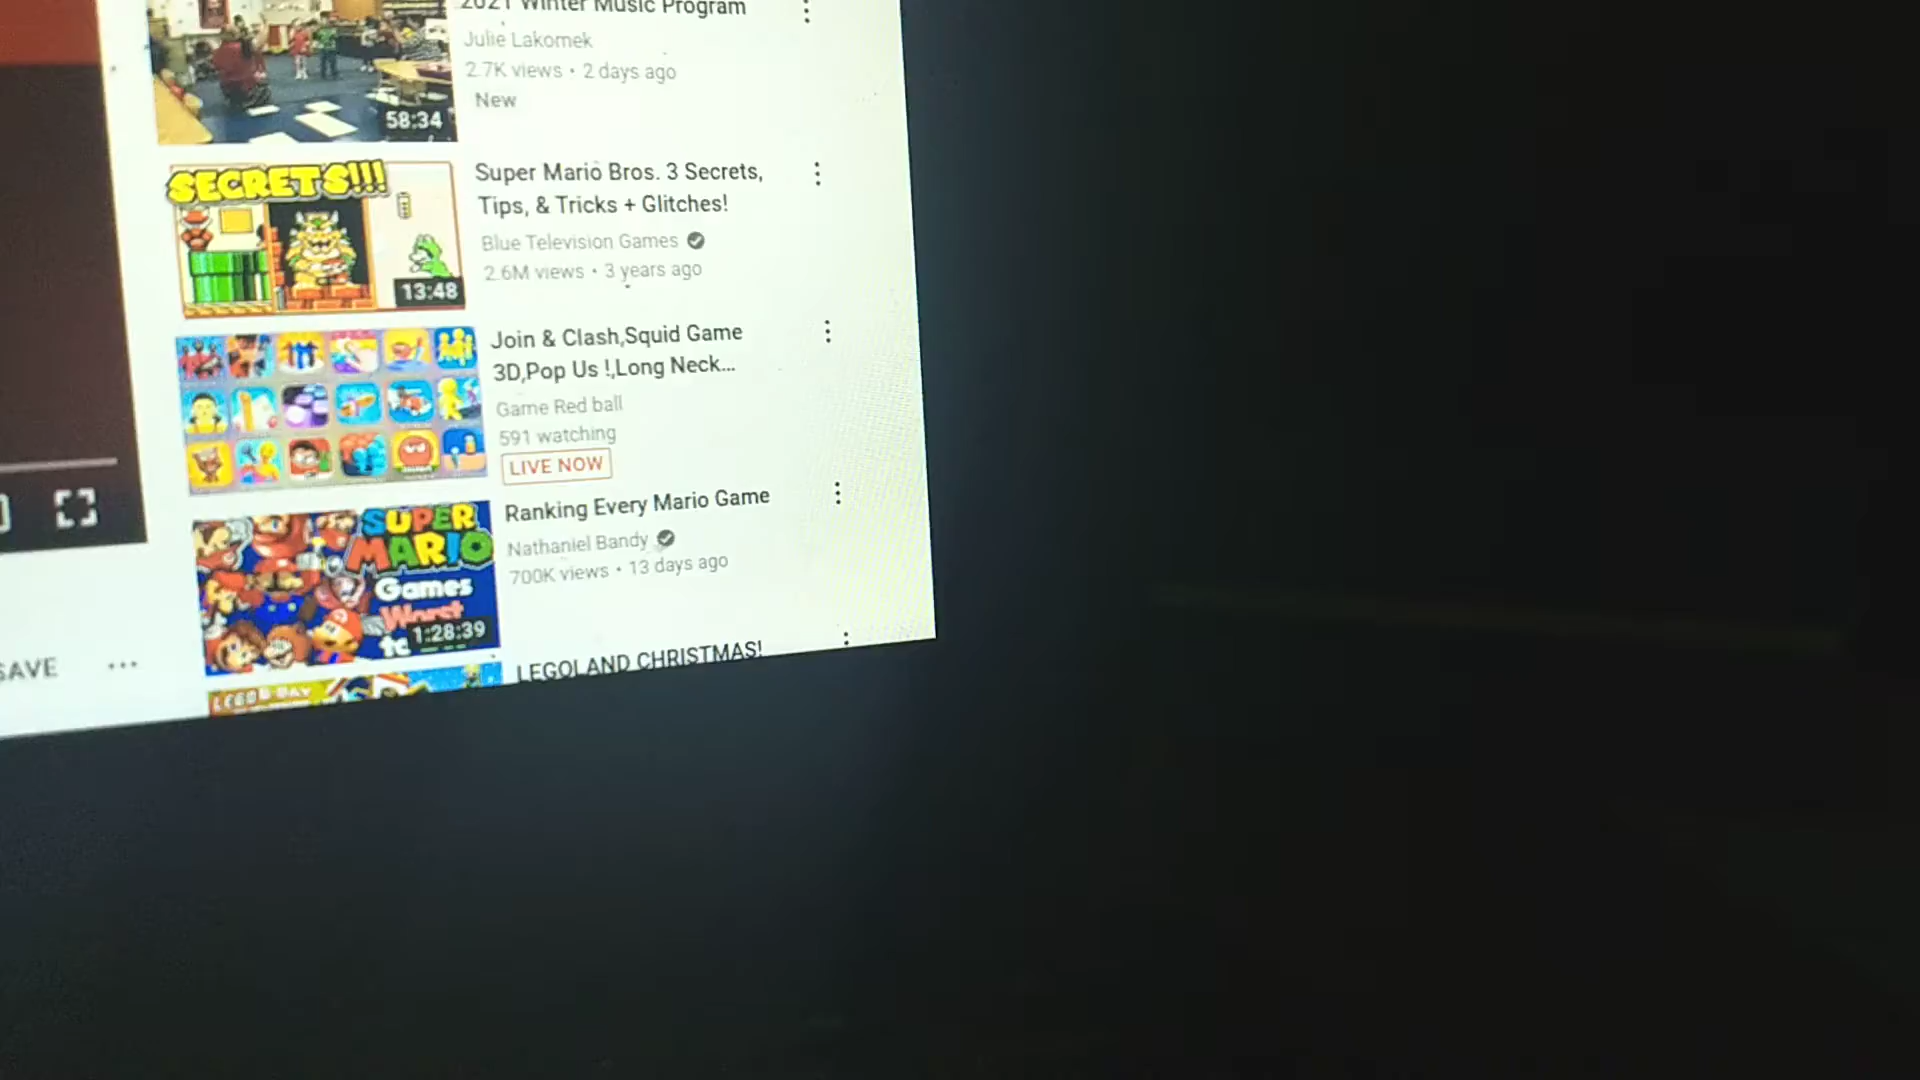 2021 Winter Music Program
Julie Lakomek
2.7K views • 2 days ago
New
58:34
SECRETS!!!
13:48
Super Mario Bros. 3 Secrets,
Tips, & Tricks + Glitches!
Blue Television Games
2.6M views • 3 years ago
Join & Clash,Squid Game
3D,Pop Us !,Long Neck...
Game Red ball
591 watching
LIVE NOW
SUPER
MARIO
Games
Worst
1:28:39
Ranking Every Mario Game
Nathaniel Bandy
700K views • 13 days ago
SAVE
LEGOLAND CHRISTMAS!